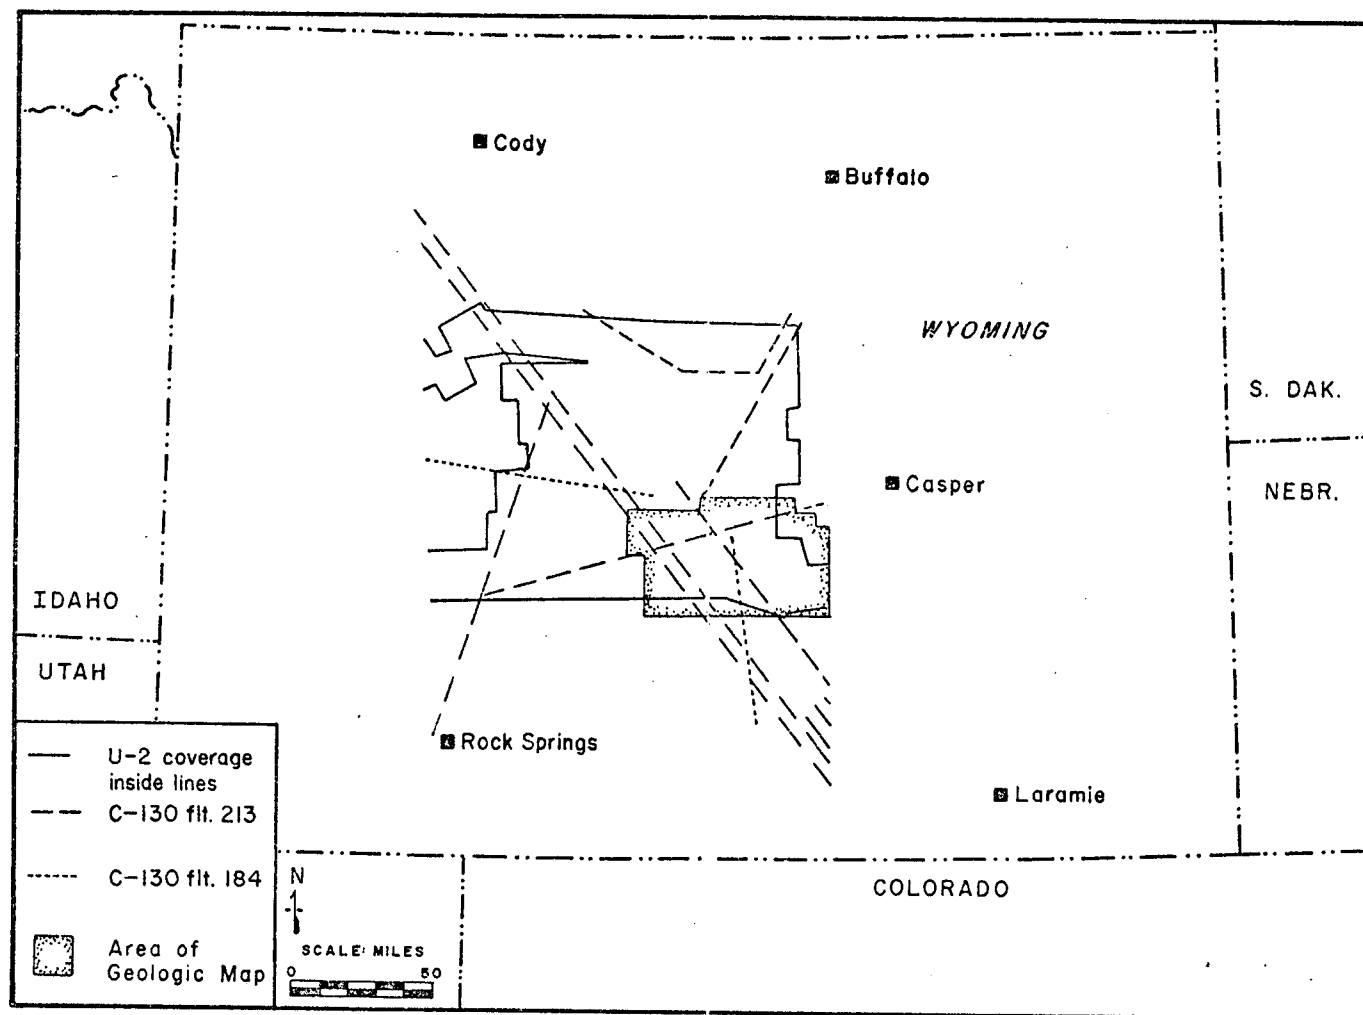 Cody
Buffalo
WYOMING
S. DAK.
Casper
NEBR.
IDAHO
UTAH
Rock Springs
U-2 coverage
inside lines
C-130 flt. 213
Laramie
C-130 flt. 184
N
COLORADO
Area of
Geologic Map
SCALE: MILES
0 50